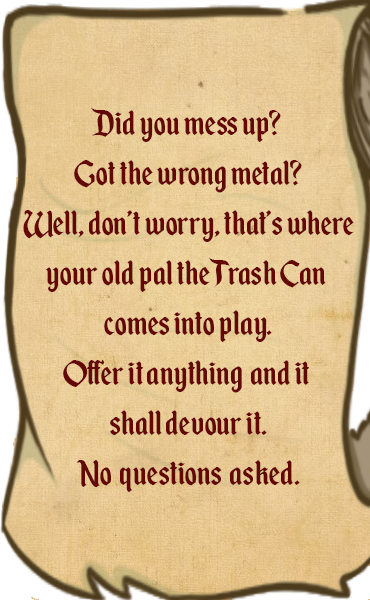 Did you mess up?
Got the wrong metal?
Well, don't worry, that's where
your old pal the Trash Can
comes into play.
Offer it anything and it
shall devour it.
No questions asked.